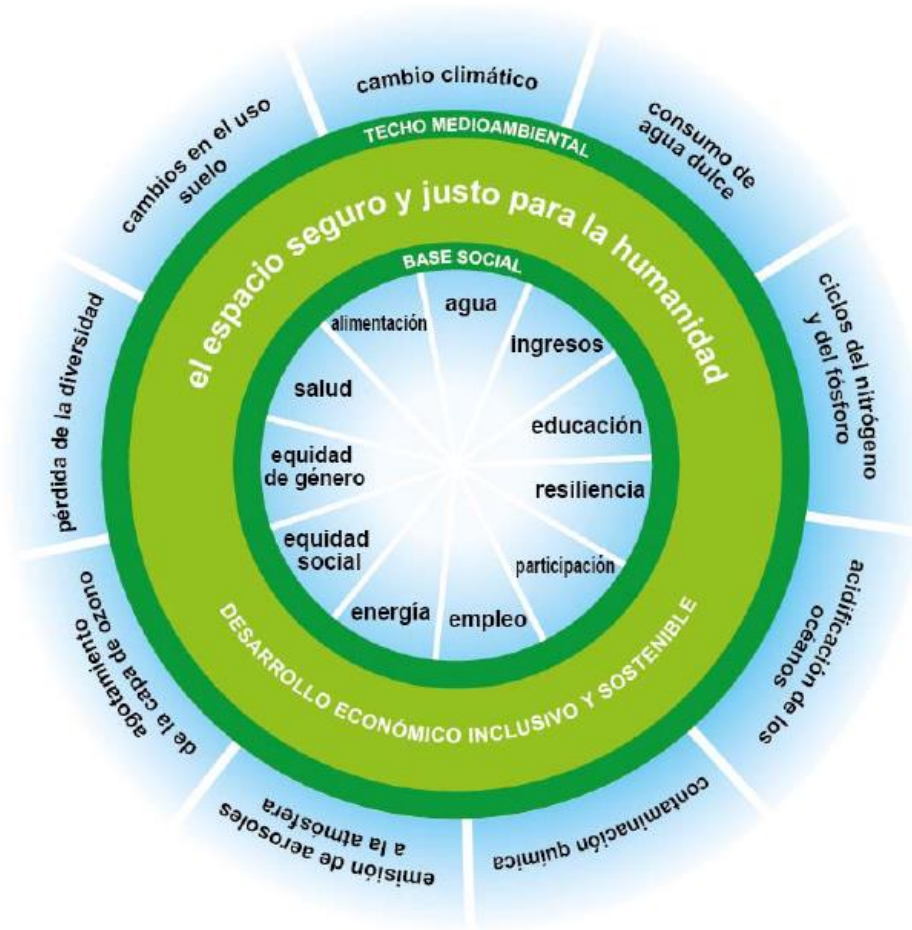 cambio climático
consumo de
agua dulce
ciclos del nitrógeno
y del fósforo
acidificación de los
océanos
contaminación química
emisión de aerosoles
a la atmósfera
agotamiento
de la capa de ozono
pérdida de la diversidad
cambios en el uso
suelo
TECHO MEDIOAMBIENTAL
el espacio seguro y justo para la humanidad
BASE SOCIAL
agua
ingresos
educación
resiliencia
participación
empleo
energía
equidad
social
equidad
de género
salud
alimentación
DESARROLLO ECONÓMICO INCLUSIVO Y SOSTENIBLE